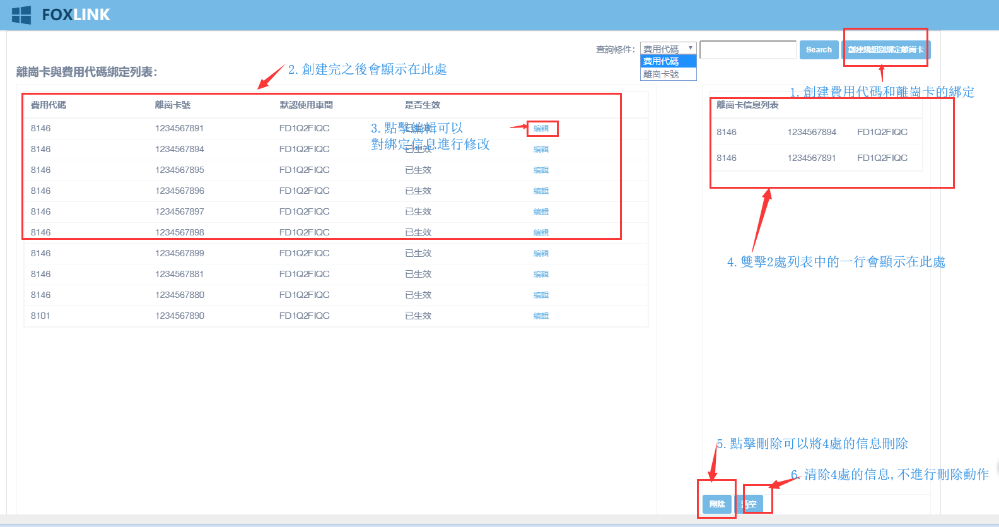 FOXLINK
查詢條件：
費用代碼
Search
創建綫組別綁定離崗卡
費用代碼
離崗卡號
離崗卡與費用代碼綁定列表：
2.創建完之後會顯示在此處
1.創建費用代碼和離崗卡的綁定
費用代碼 離崗卡號 默認使用車間 是否生效
8146 1234567891 FD1Q2FIQC 已生效 編輯
8146 1234567894 FD1Q2FIQC 已生效 編輯
8146 1234567895 FD1Q2FIQC 已生效 編輯
8146 1234567896 FD1Q2FIQC 已生效 編輯
8146 1234567897 FD1Q2FIQC 已生效 編輯
8146 1234567898 FD1Q2FIQC 已生效 編輯
8146 1234567899 FD1Q2FIQC 已生效 編輯
8146 1234567881 FD1Q2FIQC 已生效 編輯
8146 1234567880 FD1Q2FIQC 已生效 編輯
8101 1234567890 FD1Q2FIQC 已生效 編輯
3.點擊編輯可以
對綁定信息進行修改
離崗卡信息列表
8146 1234567894 FD1Q2FIQC
8146 1234567891 FD1Q2FIQC
4.雙擊2處列表中的一行會顯示在此處
5.點擊刪除可以將4處的信息刪除
6.清除4處的信息,不進行刪除動作
刪除
清空